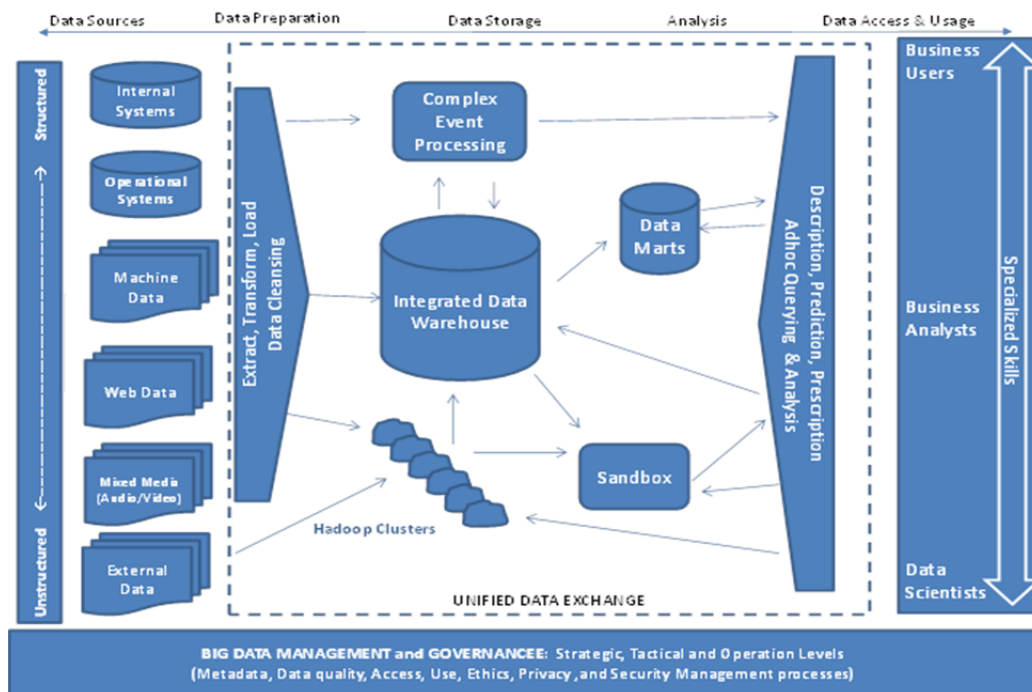 Data Sources
Data Preparation
Data Storage
Analysis
Data Access & Usage
Structured
Unstructured
Internal
Systems
Operational
Systems
Machine
Data
Web Data
Mixed Media
(Audio/Video)
External
Data
Extract, Transform, Load
Data Cleansing
Complex
Event
Processing
Integrated Data
Warehouse
Data
Marts
Hadoop Clusters
Sandbox
Description, Prediction, Prescription
Adhoc Querying & Analysis
UNIFIED DATA EXCHANGE
Business
Users
Business
Analysts
Data
Scientists
Specialized Skills
BIG DATA MANAGEMENT and GOVERNANCEE: Strategic, Tactical and Operation Levels
(Metadata, Data quality, Access, Use, Ethics, Privacy ,and Security Management processes)